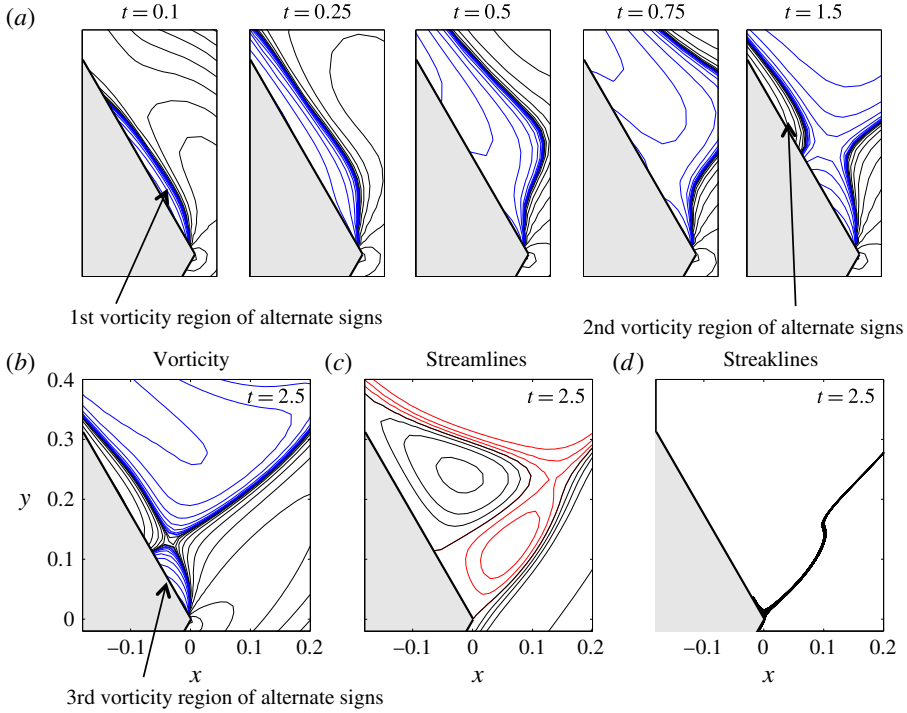 (a) t = 0.1 t = 0.25 t = 0.5 t = 0.75 t = 1.5
1st vorticity region of alternate signs
2nd vorticity region of alternate signs
(b) Vorticity (c) Streamlines (d) Streaklines
t = 2.5 t = 2.5 t = 2.5
0.4
0.3
0.2
0.1
0
y
−0.1 0 0.1 0.2 −0.1 0 0.1 0.2 −0.1 0 0.1 0.2
x x x
3rd vorticity region of alternate signs